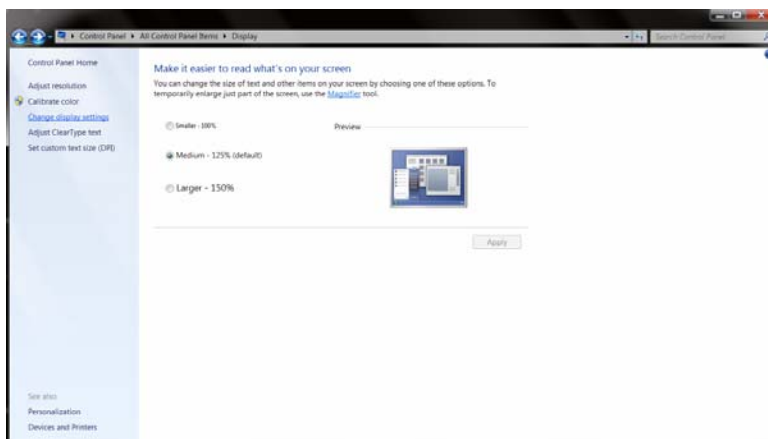 Control Panel ▸ All Control Panel Items ▸ Display
Search Control Panel
Control Panel Home
Adjust resolution
Calibrate color
Change display settings
Adjust ClearType text
Set custom text size (DPI)
Make it easier to read what's on your screen
You can change the size of text and other items on your screen by choosing one of these options. To
temporarily enlarge just part of the screen, use the Magnifier tool.
Smaller - 100%
Preview
Medium - 125% (default)
Larger - 150%
Apply
See also
Personalization
Devices and Printers